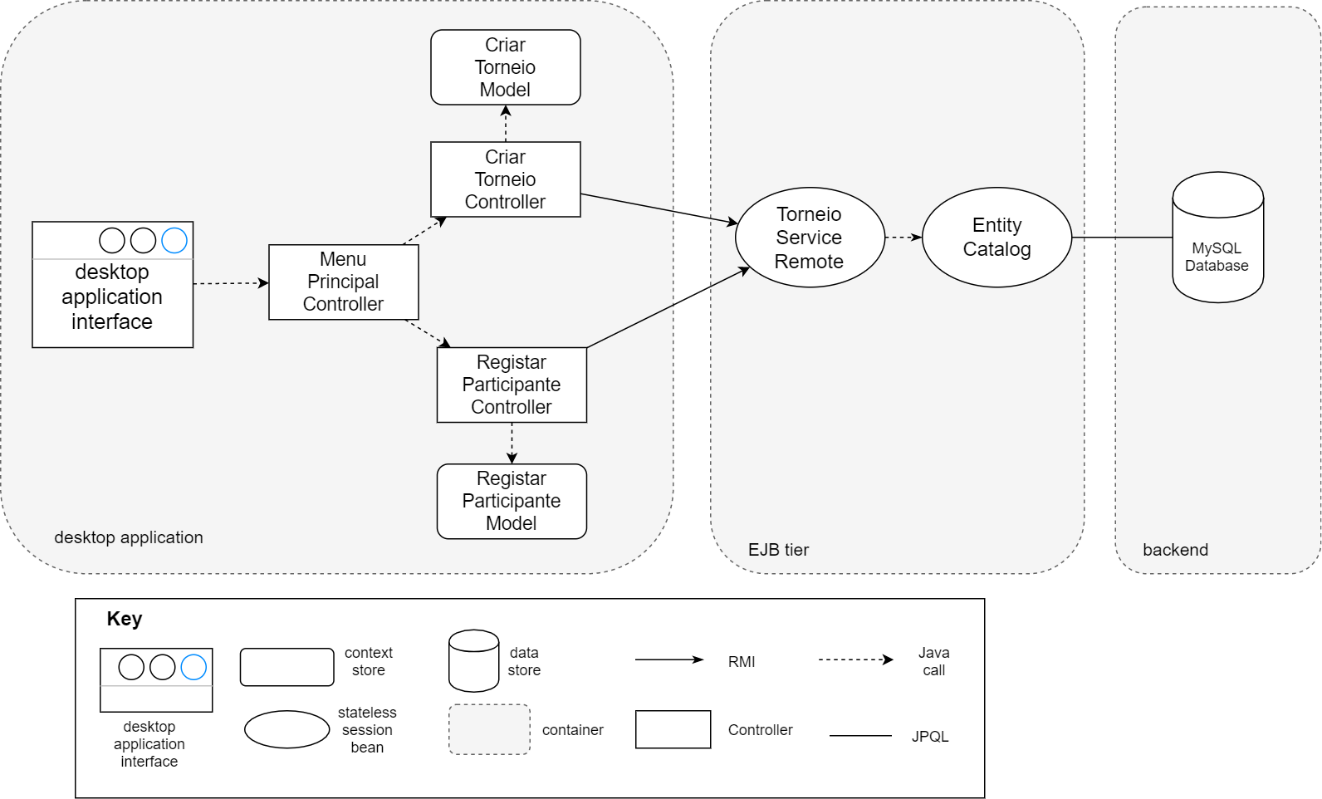 Criar
Torneio
Model
Criar
Torneio
Controller
desktop
application
interface
Menu
Principal
Controller
Registar
Participante
Controller
Registar
Participante
Model
desktop application
Torneio
Service
Remote
Entity
Catalog
EJB tier
MySQL
Database
backend
Key
desktop
application
interface
context
store
stateless
session
bean
data
store
container
RMI
Controller
Java
call
JPQL